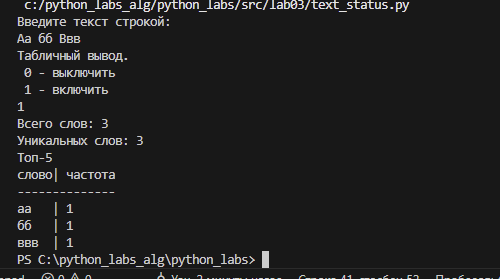 c:/python_labs_alg/python_labs/src/lab03/text_status.py
Введите текст строкой:
Аа бб Ввв
Табличный вывод.
0 - выключить
1 - включить
1
Всего слов: 3
Уникальных слов: 3
Топ-5
слово| частота
--------------
аа   | 1
бб   | 1
ввв  | 1
PS C:\python_labs_alg\python_labs>